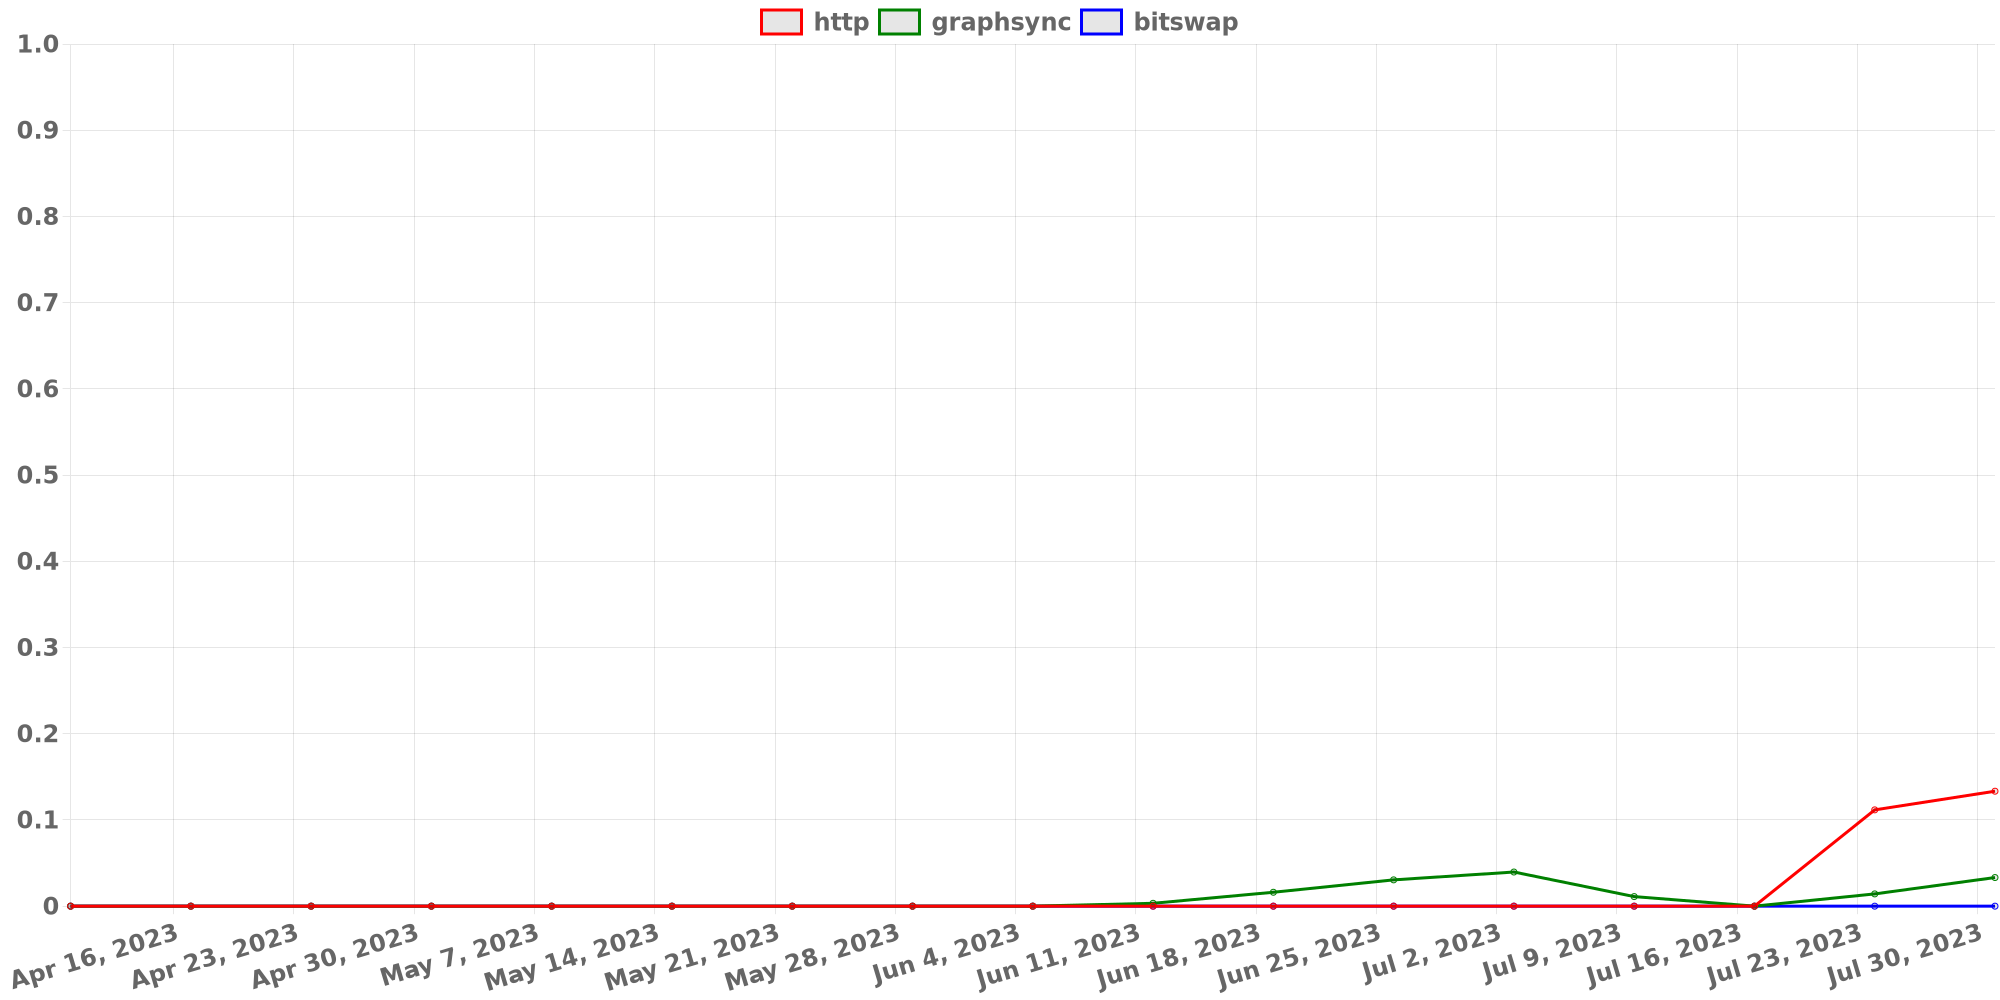 http graphsync bitswap
1.0
0.9
0.8
0.7
0.6
0.5
0.4
0.3
0.2
0.1
0
Apr 16, 2023
Apr 23, 2023
Apr 30, 2023
May 7, 2023
May 14, 2023
May 21, 2023
May 28, 2023
Jun 4, 2023
Jun 11, 2023
Jun 18, 2023
Jun 25, 2023
Jul 2, 2023
Jul 9, 2023
Jul 16, 2023
Jul 23, 2023
Jul 30, 2023